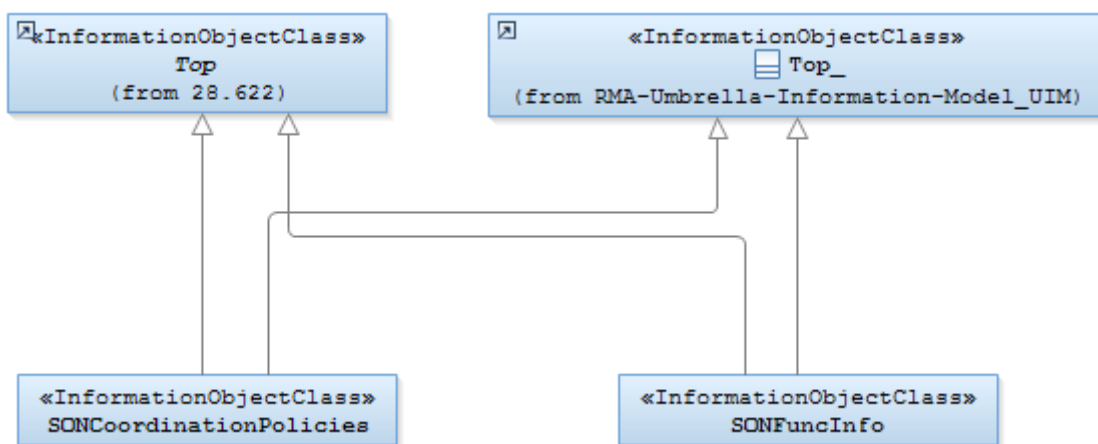 «InformationObjectClass»
Top
(from 28.622)
«InformationObjectClass»
Top_
(from RMA-Umbrella-Information-Model_UIM)
«InformationObjectClass»
SONCoordinationPolicies
«InformationObjectClass»
SONFuncInfo